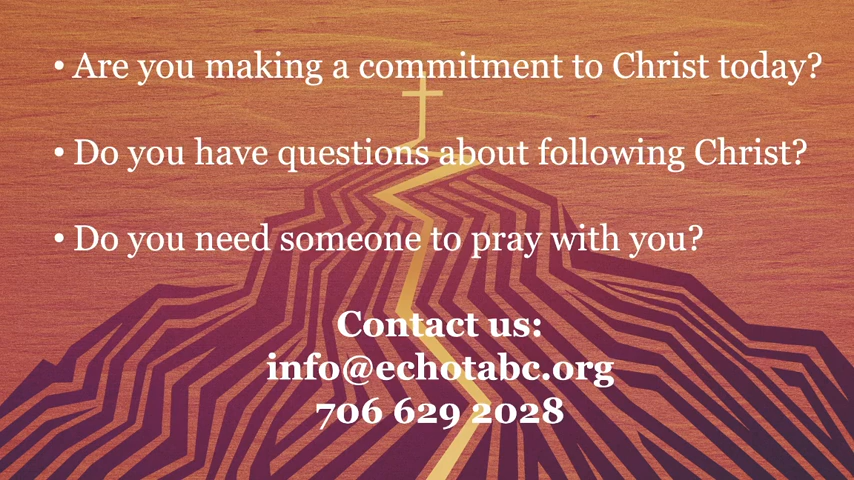 • Are you making a commitment to Christ today?
• Do you have questions about following Christ?
• Do you need someone to pray with you?
Contact us:
info@echotabc.org
706 629 2028